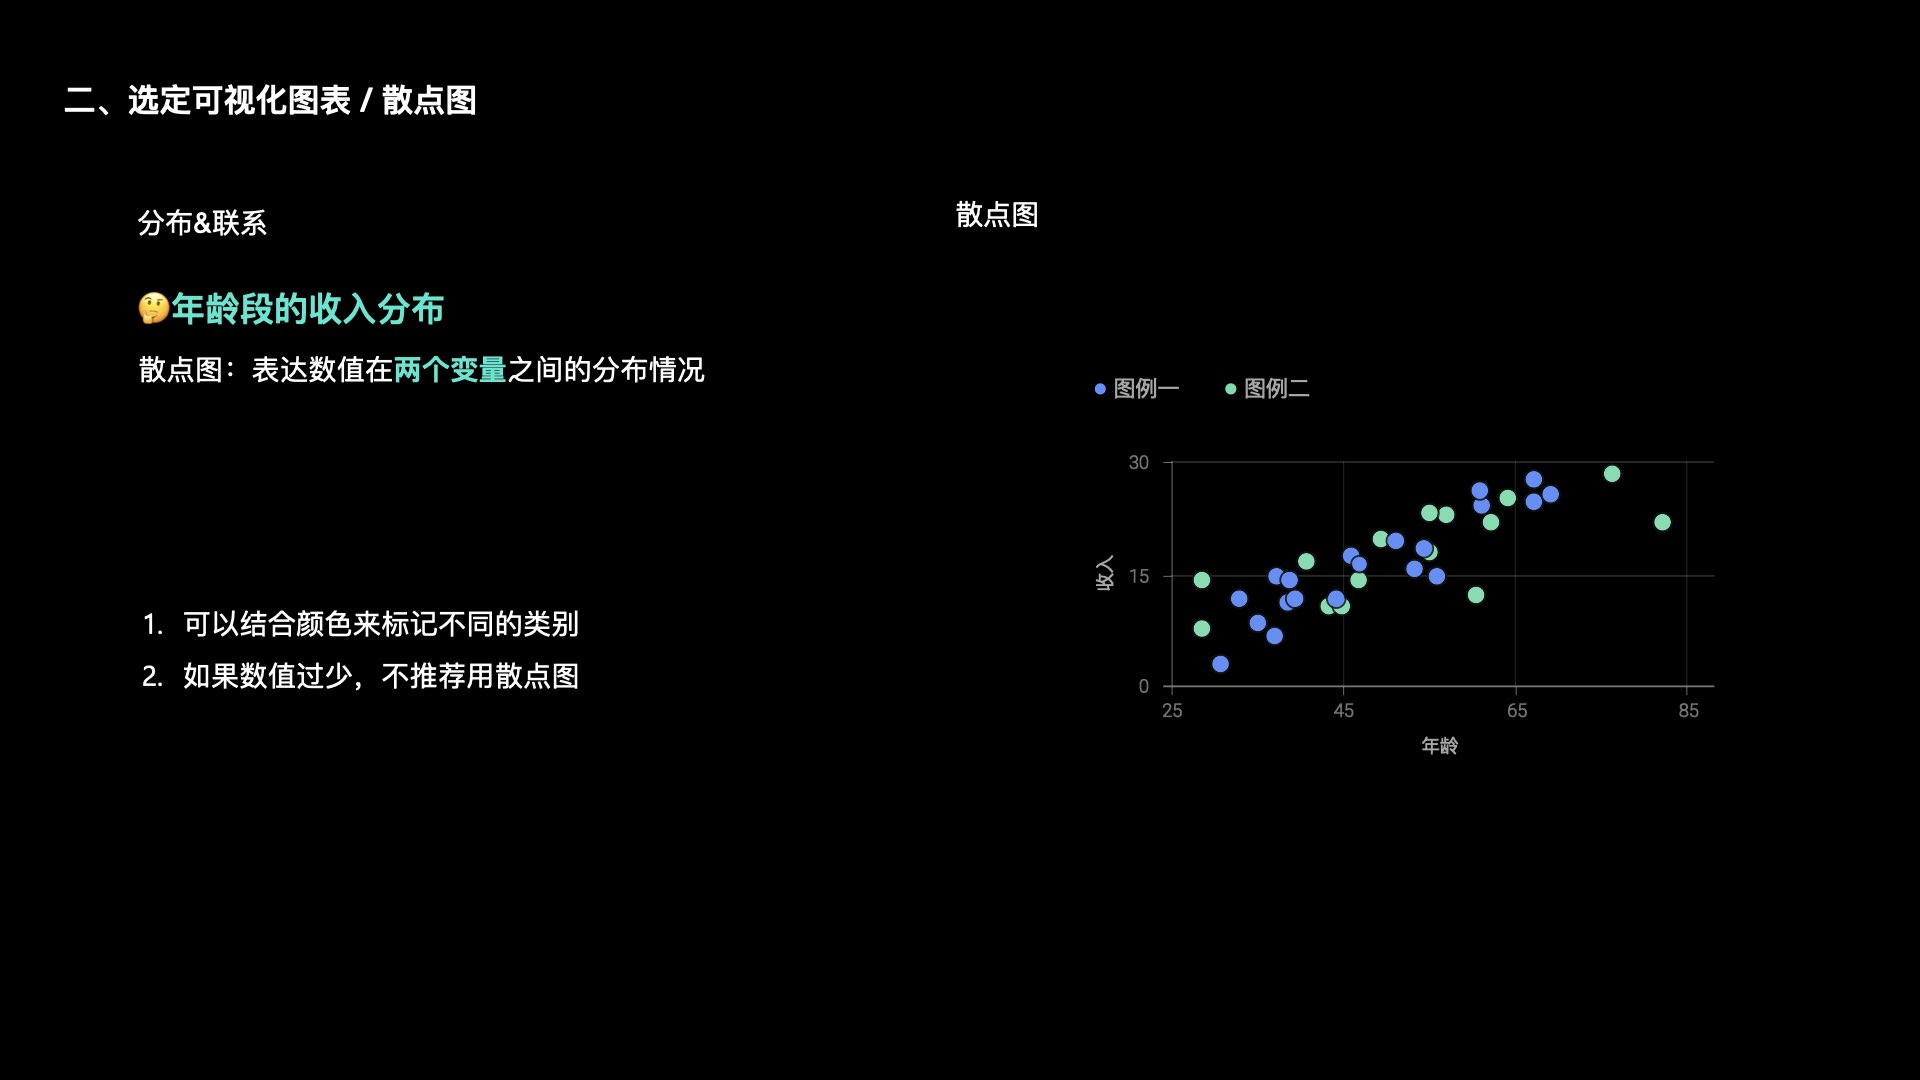 二、选定可视化图表 / 散点图
分布&联系
🤔年龄段的收入分布
散点图：表达数值在两个变量之间的分布情况
1. 可以结合颜色来标记不同的类别
2. 如果数值过少，不推荐用散点图
散点图
图例一 图例二
30
15
0
收入
25 45 65 85
年龄